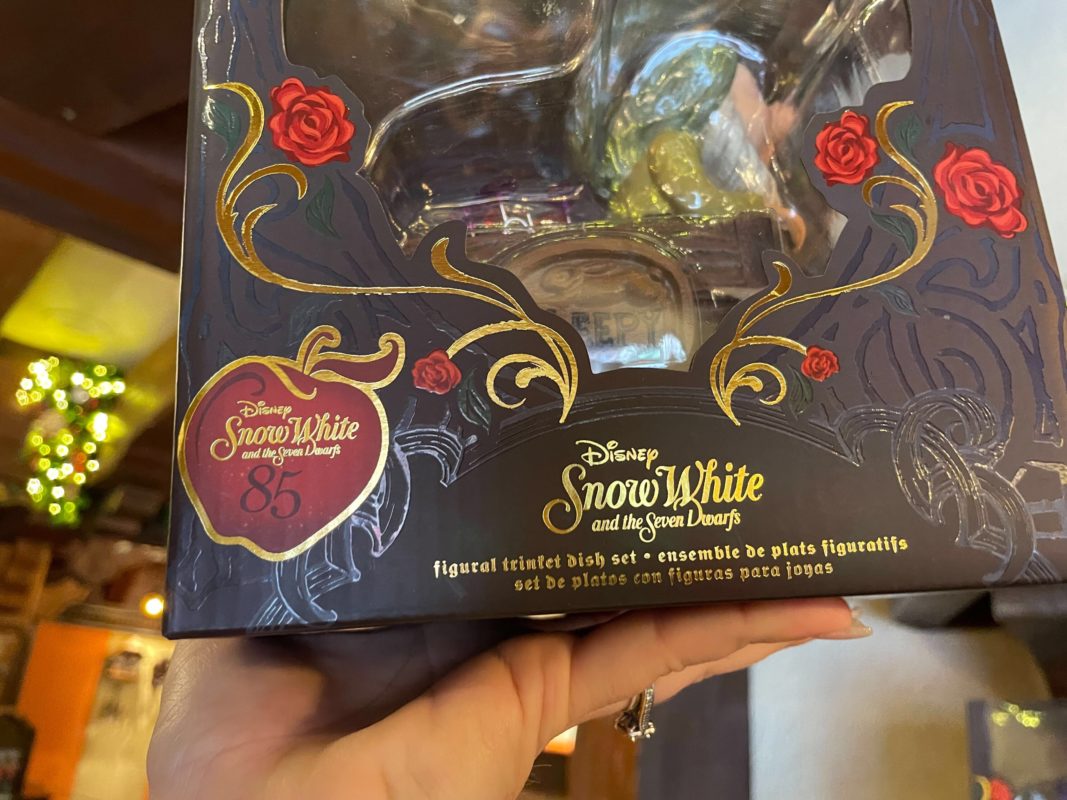 SLEEPY
Disney
Snow White
and the Seven Dwarfs
85
Disney
Snow White
and the Seven Dwarfs
figural trinket dish set • ensemble de plats figuratifs
set de platos con figuras para joyas